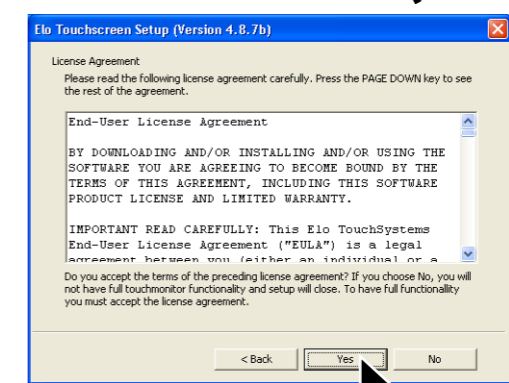 Elo Touchscreen Setup (Version 4.8.7b)
License Agreement
Please read the following license agreement carefully. Press the PAGE DOWN key to see
the rest of the agreement.
End-User License Agreement
BY DOWNLOADING AND/OR INSTALLING AND/OR USING THE
SOFTWARE YOU ARE AGREEING TO BECOME BOUND BY THE
TERMS OF THIS AGREEMENT, INCLUDING THIS SOFTWARE
PRODUCT LICENSE AND LIMITED WARRANTY.
IMPORTANT READ CAREFULLY: This Elo TouchSystems
End-User License Agreement ("EULA") is a legal
agreement between you (either an individual or a
Do you accept the terms of the preceding license agreement? If you choose No, you will
not have full touchmonitor functionality and setup will close. To have full functionallity
you must accept the license agreement.
< Back Yes No